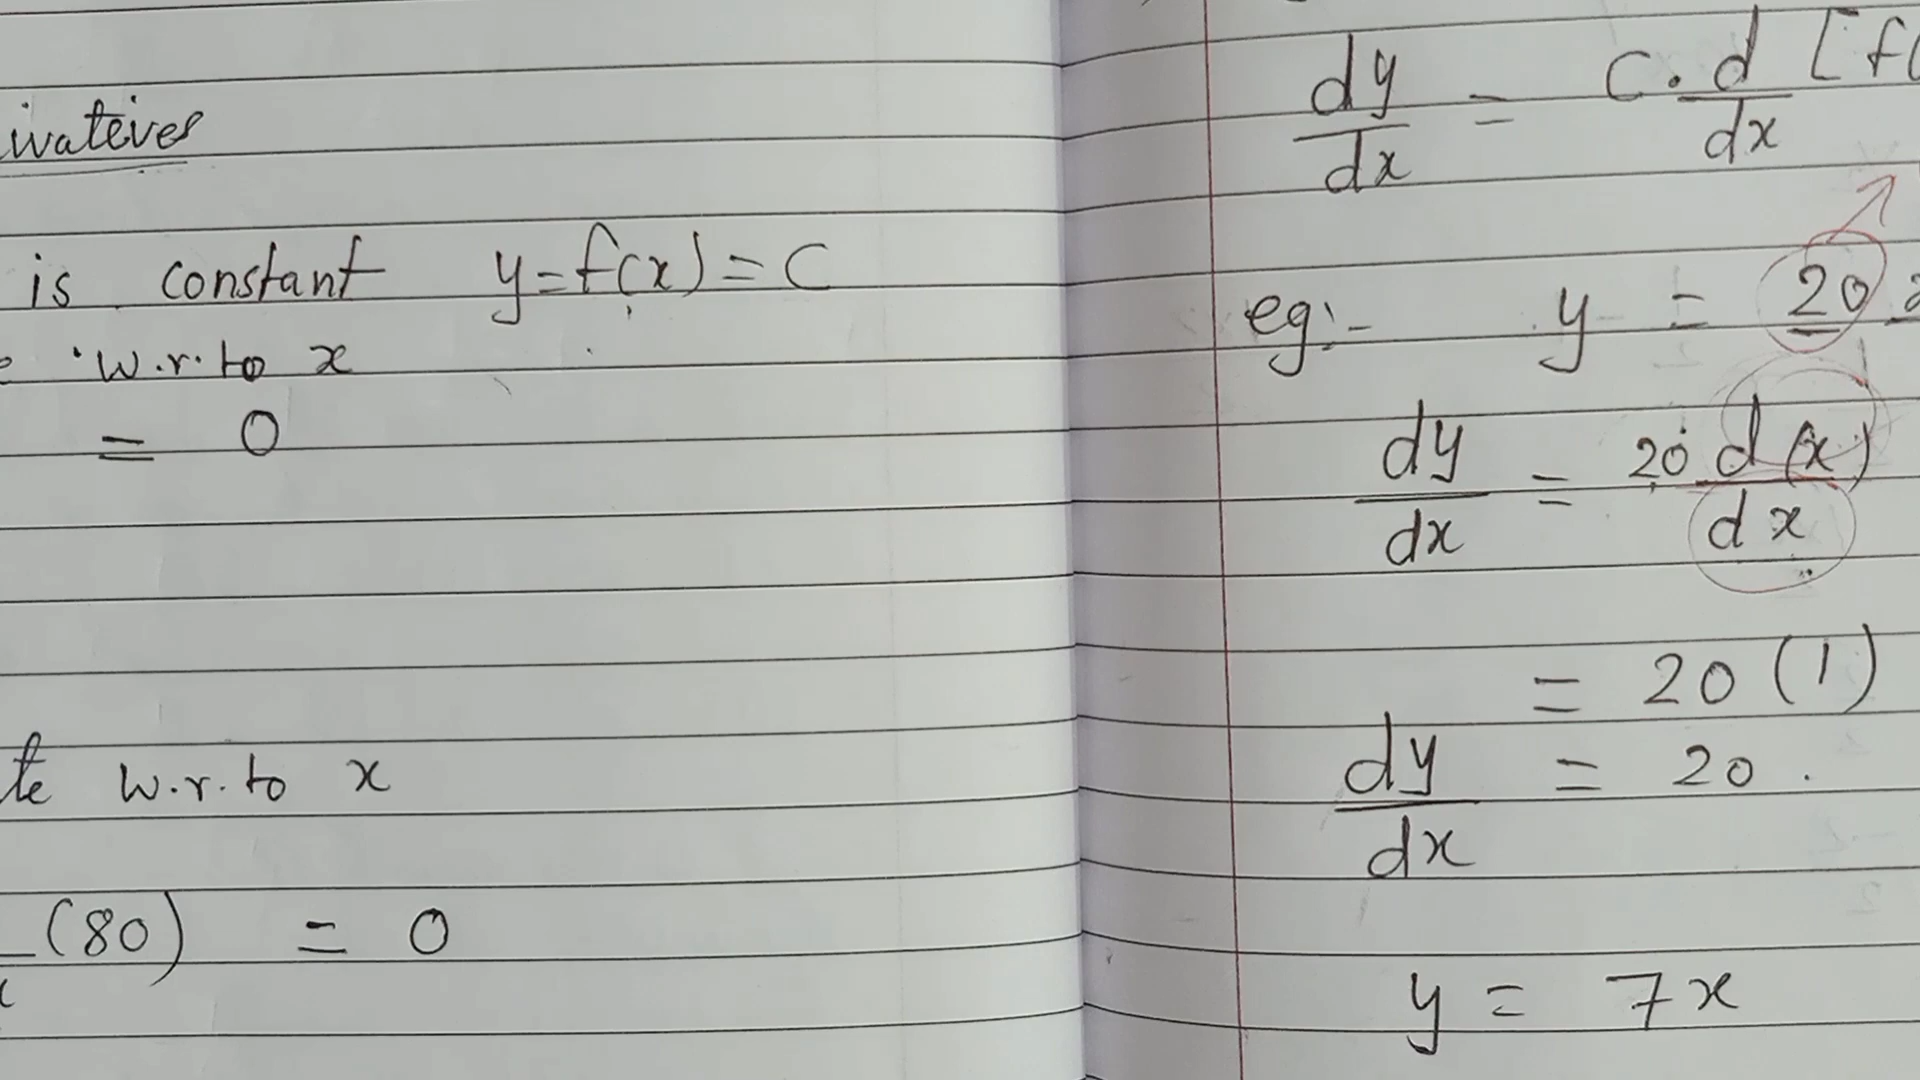 ivatives
is constant y=f(x)=C
w.r.to x
= 0
te w.r.to x
(80) = 0
dy/dx = C. d/dx [f(
eg:- y = 20
dy/dx = 20 d(x)/dx
= 20 (1)
dy/dx = 20.
y = 7x